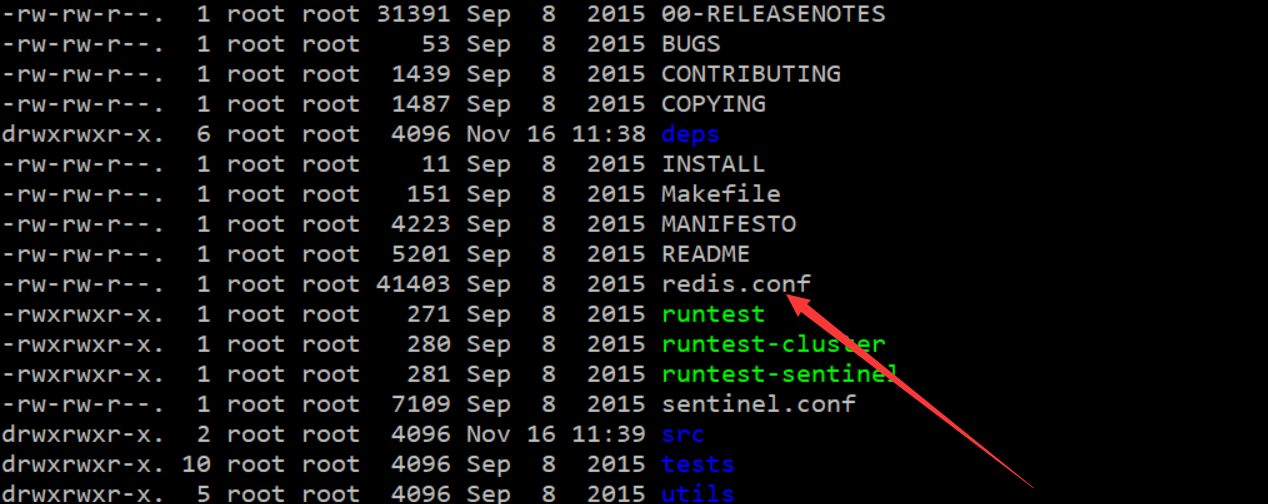 -rw-rw-r--. 1 root root 31391 Sep 8 2015 00-RELEASENOTES
-rw-rw-r--. 1 root root 53 Sep 8 2015 BUGS
-rw-rw-r--. 1 root root 1439 Sep 8 2015 CONTRIBUTING
-rw-rw-r--. 1 root root 1487 Sep 8 2015 COPYING
drwxrwxr-x. 6 root root 4096 Nov 16 11:38 deps
-rw-rw-r--. 1 root root 11 Sep 8 2015 INSTALL
-rw-rw-r--. 1 root root 151 Sep 8 2015 Makefile
-rw-rw-r--. 1 root root 4223 Sep 8 2015 MANIFESTO
-rw-rw-r--. 1 root root 5201 Sep 8 2015 README
-rw-rw-r--. 1 root root 41403 Sep 8 2015 redis.conf
-rwxrwxr-x. 1 root root 271 Sep 8 2015 runtest
-rwxrwxr-x. 1 root root 280 Sep 8 2015 runtest-cluster
-rwxrwxr-x. 1 root root 281 Sep 8 2015 runtest-sentinel
-rw-rw-r--. 1 root root 7109 Sep 8 2015 sentinel.conf
drwxrwxr-x. 2 root root 4096 Nov 16 11:39 src
drwxrwxr-x. 10 root root 4096 Sep 8 2015 tests
drwxrwxr-x. 5 root root 4096 Sep 8 2015 utils